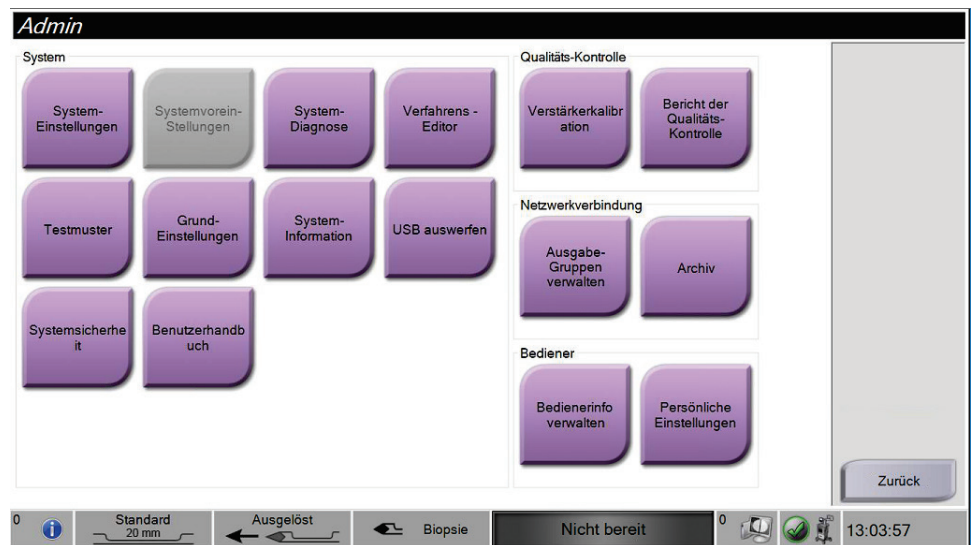 Admin
System
System-
Einstellungen
Systemvorein-
Stellungen
System-
Diagnose
Verfahrens -
Editor
Testmuster
Grund-
Einstellungen
System-
Information
USB auswerfen
Systemsicherhe
it
Benutzerhandb
uch
Qualitäts-Kontrolle
Verstärkerkalibr
ation
Bericht der
Qualitäts-
Kontrolle
Netzwerkverbindung
Ausgabe-
Gruppen
verwalten
Archiv
Bediener
Bedienerinfo
verwalten
Persönliche
Einstellungen
Zurück
0
i
Standard
20 mm
Ausgelöst
Biopsie
Nicht bereit
0
13:03:57